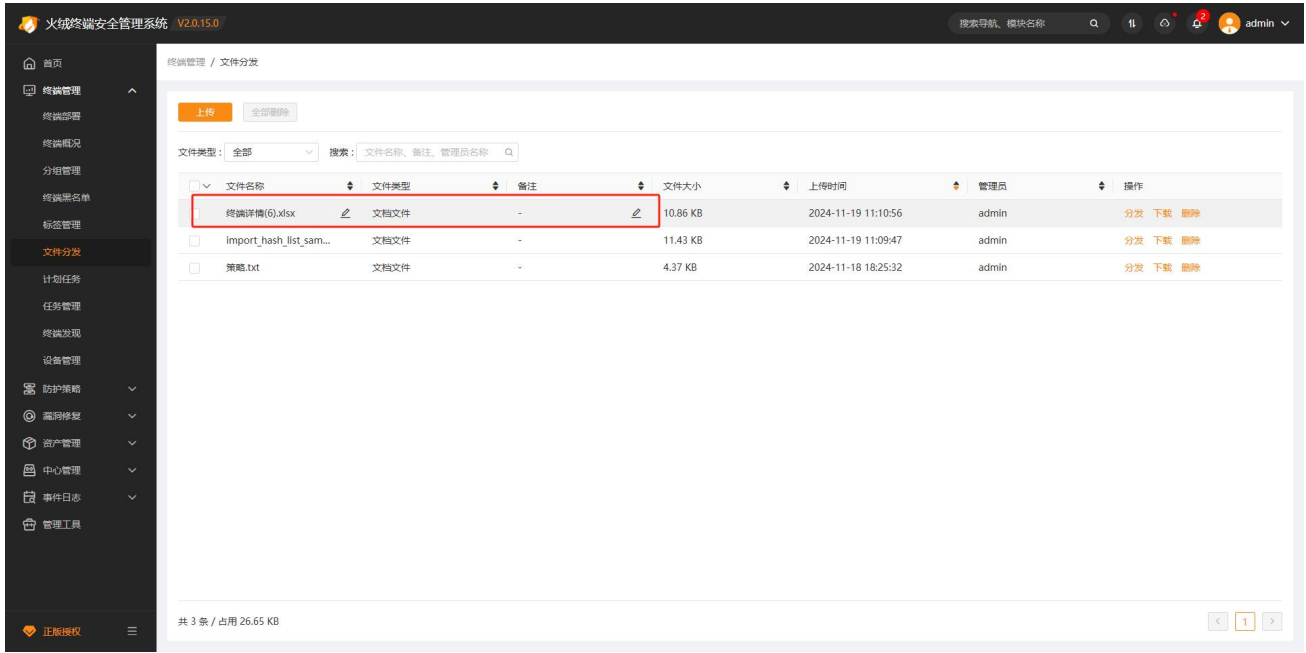 火绒终端安全管理系统 V2.0.15.0 搜索导航、模块名称 2 admin
首页
终端管理 / 文件分发
终端管理
上传 全部删除
终端部署
终端概况
文件类型： 全部 搜索： 文件名称、备注、管理员名称
分组管理
文件名称 文件类型 备注 文件大小 上传时间 管理员 操作
终端黑名单
终端详情(6).xlsx 文档文件 - 10.86 KB 2024-11-19 11:10:56 admin 分发 下载 删除
标签管理
import_hash_list_sam... 文档文件 - 11.43 KB 2024-11-19 11:09:47 admin 分发 下载 删除
文件分发
策略.txt 文档文件 - 4.37 KB 2024-11-18 18:25:32 admin 分发 下载 删除
计划任务
任务管理
终端发现
设备管理
防护策略
漏洞修复
资产管理
中心管理
事件日志
管理工具
共 3 条 / 占用 26.65 KB 1
正版授权